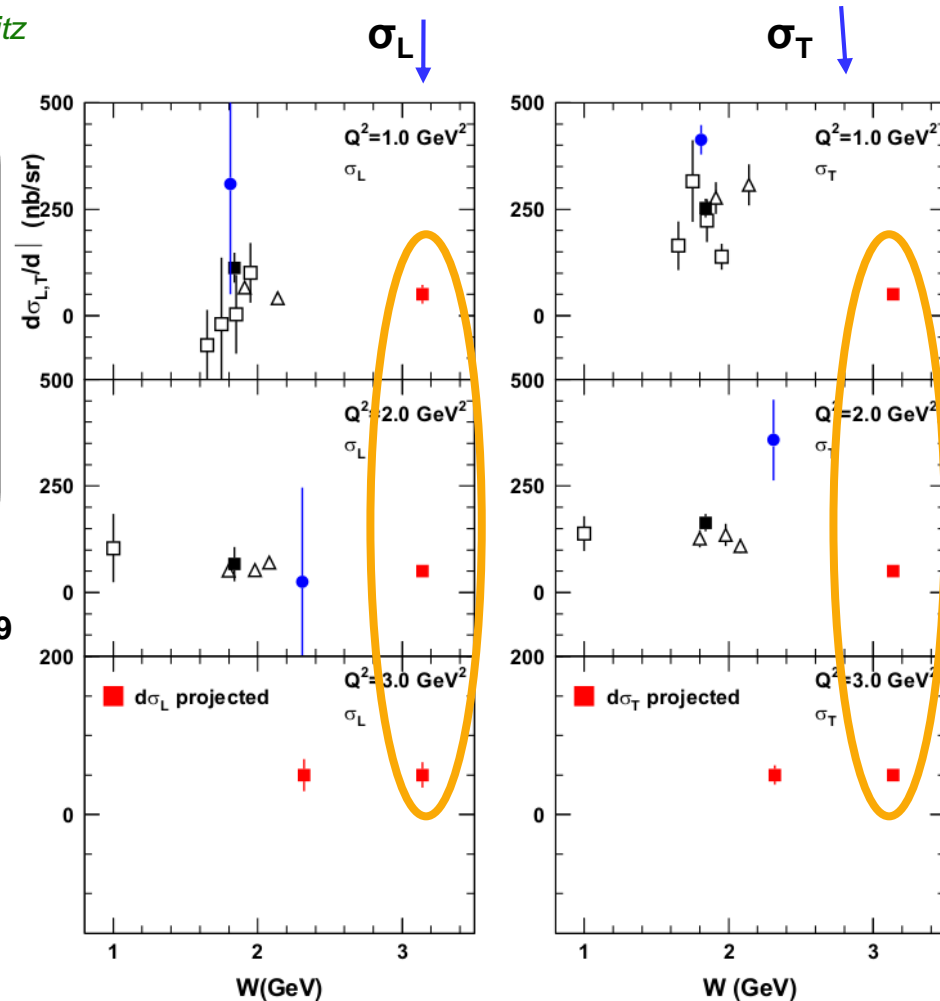 itz
σL
σT
dσL,T/d| (nb/sr)
500
250
0
Q²=1.0 GeV²
σL
500
250
0
Q²=2.0 GeV²
σL
9
200
0
dσL projected
Q²=3.0 GeV²
σL
1 2 3
W(GeV)
500
250
0
Q²=1.0 GeV²
σT
500
250
0
Q²=2.0 GeV²
σT
200
0
dσT projected
Q²=3.0 GeV²
σT
1 2 3
W (GeV)